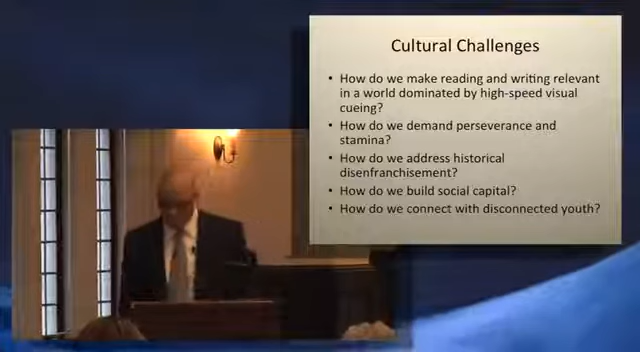 Cultural Challenges
• How do we make reading and writing relevant
in a world dominated by high-speed visual
cueing?
• How do we demand perseverance and
stamina?
• How do we address historical
disenfranchisement?
• How do we build social capital?
• How do we connect with disconnected youth?